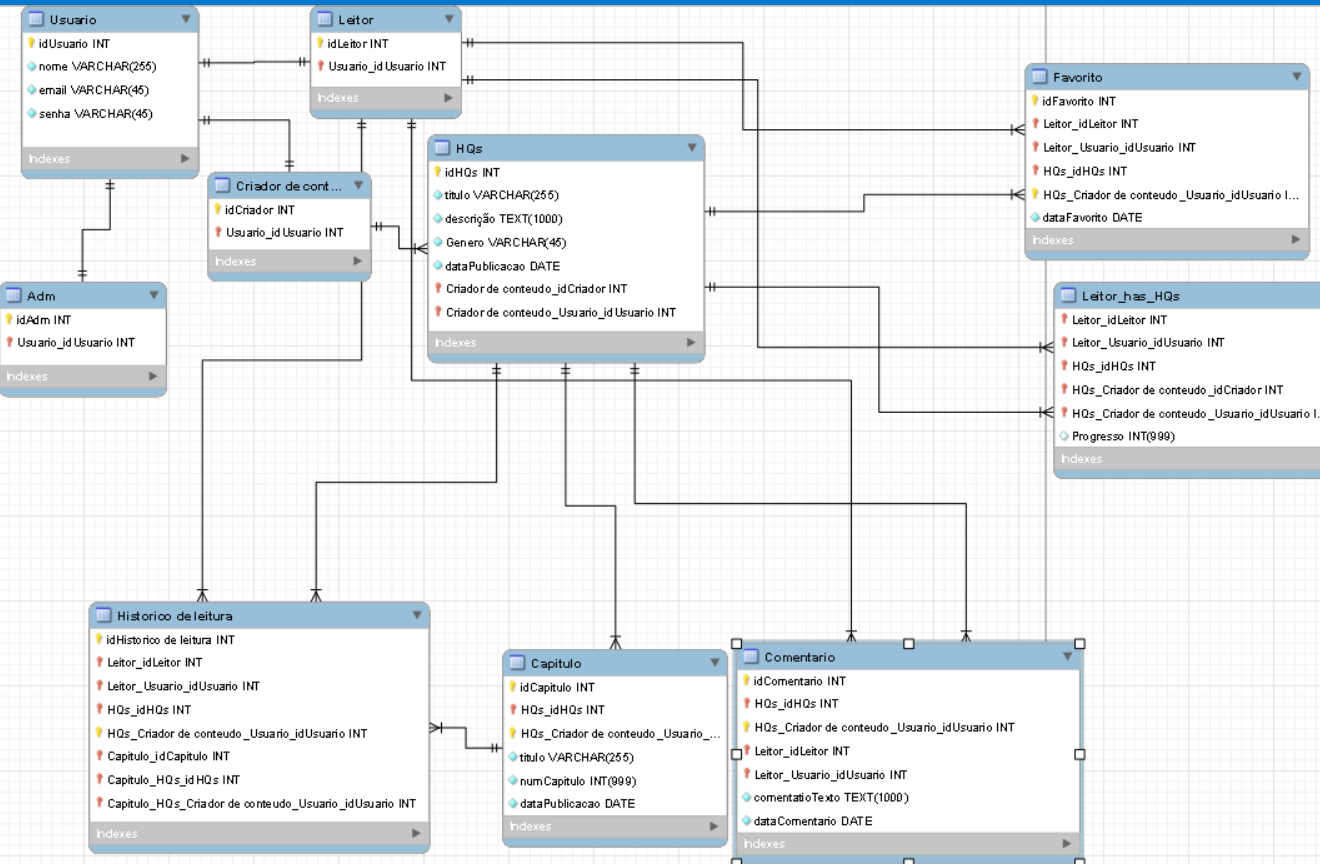 Usuario
idUsuario INT
nome VARCHAR(255)
email VARCHAR(45)
senha VARCHAR(45)
Indexes
Leitor
idLeitor INT
Usuario_idUsuario INT
Indexes
Criador de cont...
idCriador INT
Usuario_idUsuario INT
Indexes
Adm
idAdm INT
Usuario_idUsuario INT
Indexes
HQs
idHQs INT
titulo VARCHAR(255)
descrição TEXT(1000)
Genero VARCHAR(45)
dataPublicacao DATE
Criador de conteudo_idCriador INT
Criador de conteudo_Usuario_idUsuario INT
Indexes
Favorito
idFavorito INT
Leitor_idLeitor INT
Leitor_Usuario_idUsuario INT
HQs_idHQs INT
HQs_Criador de conteudo_Usuario_idUsuario I...
dataFavorito DATE
Indexes
Leitor_has_HQs
Leitor_idLeitor INT
Leitor_Usuario_idUsuario INT
HQs_idHQs INT
HQs_Criador de conteudo_idCriador INT
HQs_Criador de conteudo_Usuario_idUsuario I.
Progresso INT(999)
Indexes
Historico de leitura
idHistorico de leitura INT
Leitor_idLeitor INT
Leitor_Usuario_idUsuario INT
HQs_idHQs INT
HQs_Criador de conteudo_Usuario_idUsuario INT
Capitulo_idCapitulo INT
Capitulo_HQs_idHQs INT
Capitulo_HQs_Criador de conteudo_Usuario_idUsuario INT
Indexes
Capitulo
idCapitulo INT
HQs_idHQs INT
HQs_Criador de conteudo_Usuario_...
titulo VARCHAR(255)
numCapitulo INT(999)
dataPublicacao DATE
Indexes
Comentario
idComentario INT
HQs_idHQs INT
HQs_Criador de conteudo_Usuario_idUsuario INT
Leitor_idLeitor INT
Leitor_Usuario_idUsuario INT
comentatioTexto TEXT(1000)
dataComentario DATE
Indexes